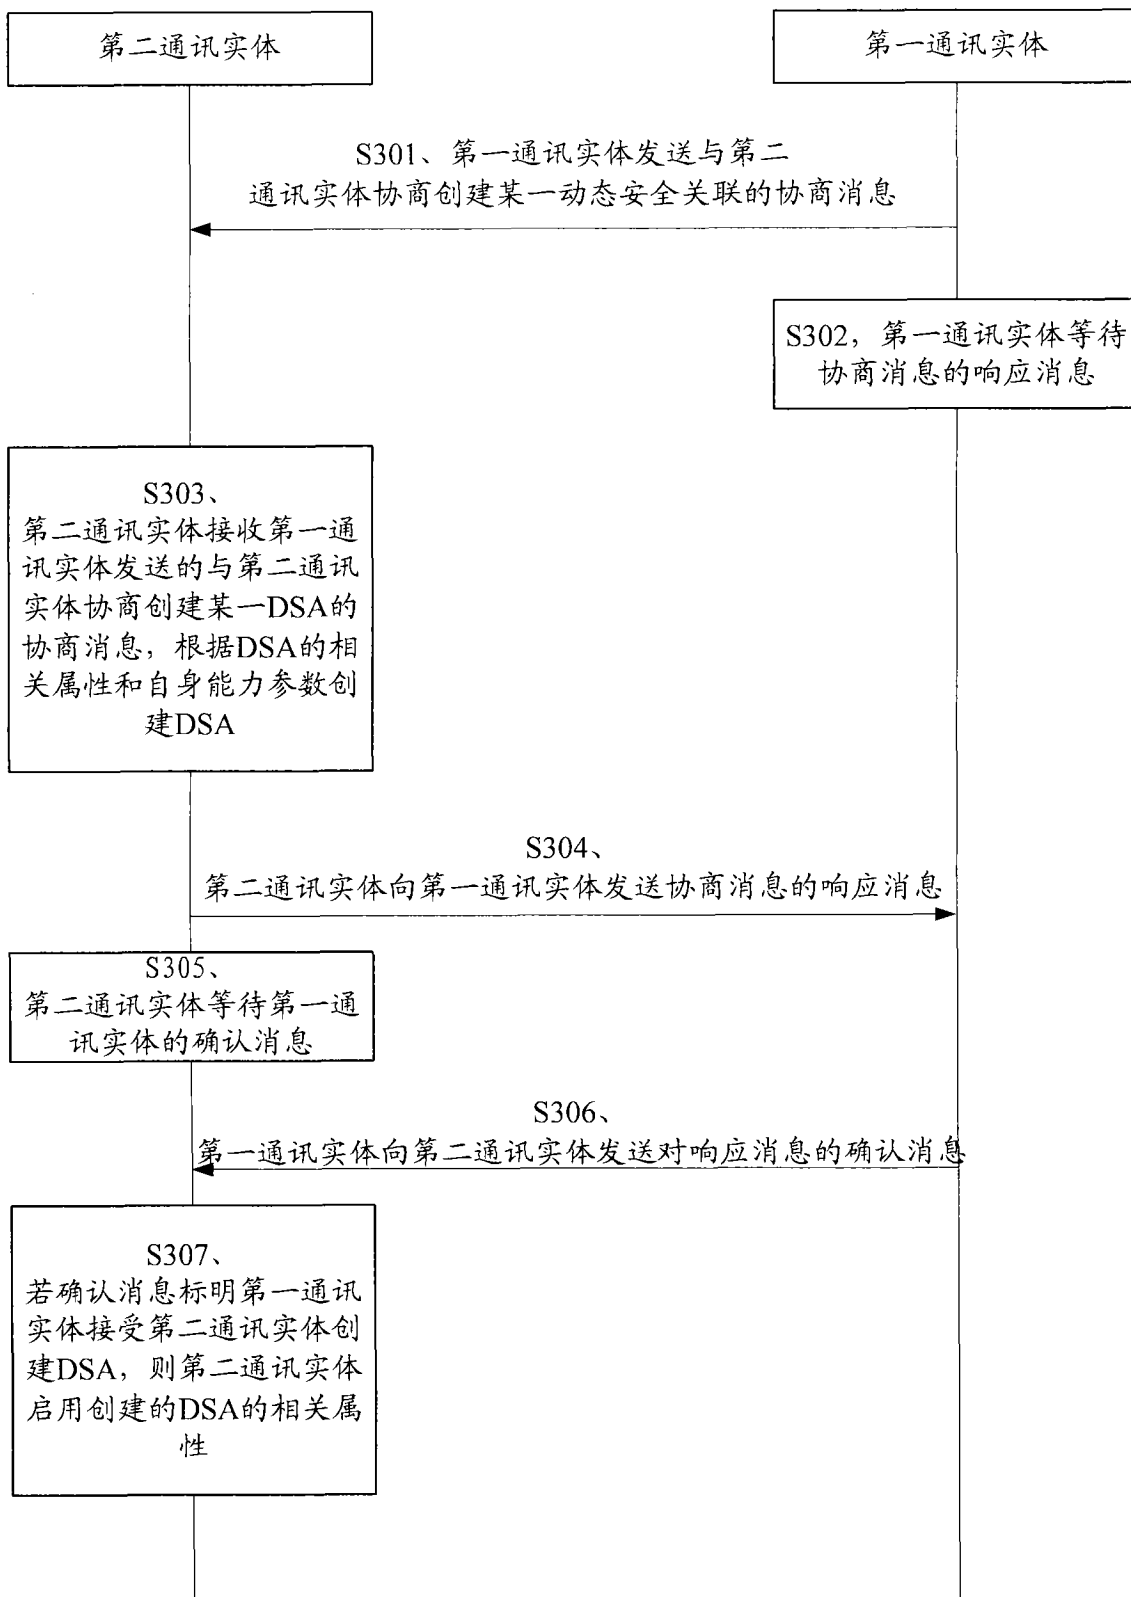 第二通讯实体
第一通讯实体
S301、第一通讯实体发送与第二
通讯实体协商创建某一动态安全关联的协商消息
S302，第一通讯实体等待
协商消息的响应消息
S303、
第二通讯实体接收第一通
讯实体发送的与第二通讯
实体协商创建某一DSA的
协商消息，根据DSA的相
关属性和自身能力参数创
建DSA
S304、
第二通讯实体向第一通讯实体发送协商消息的响应消息
S305、
第二通讯实体等待第一通
讯实体的确认消息
S306、
第一通讯实体向第二通讯实体发送对响应消息的确认消息
S307、
若确认消息标明第一通讯
实体接受第二通讯实体创
建DSA，则第二通讯实体
启用创建的DSA的相关属
性